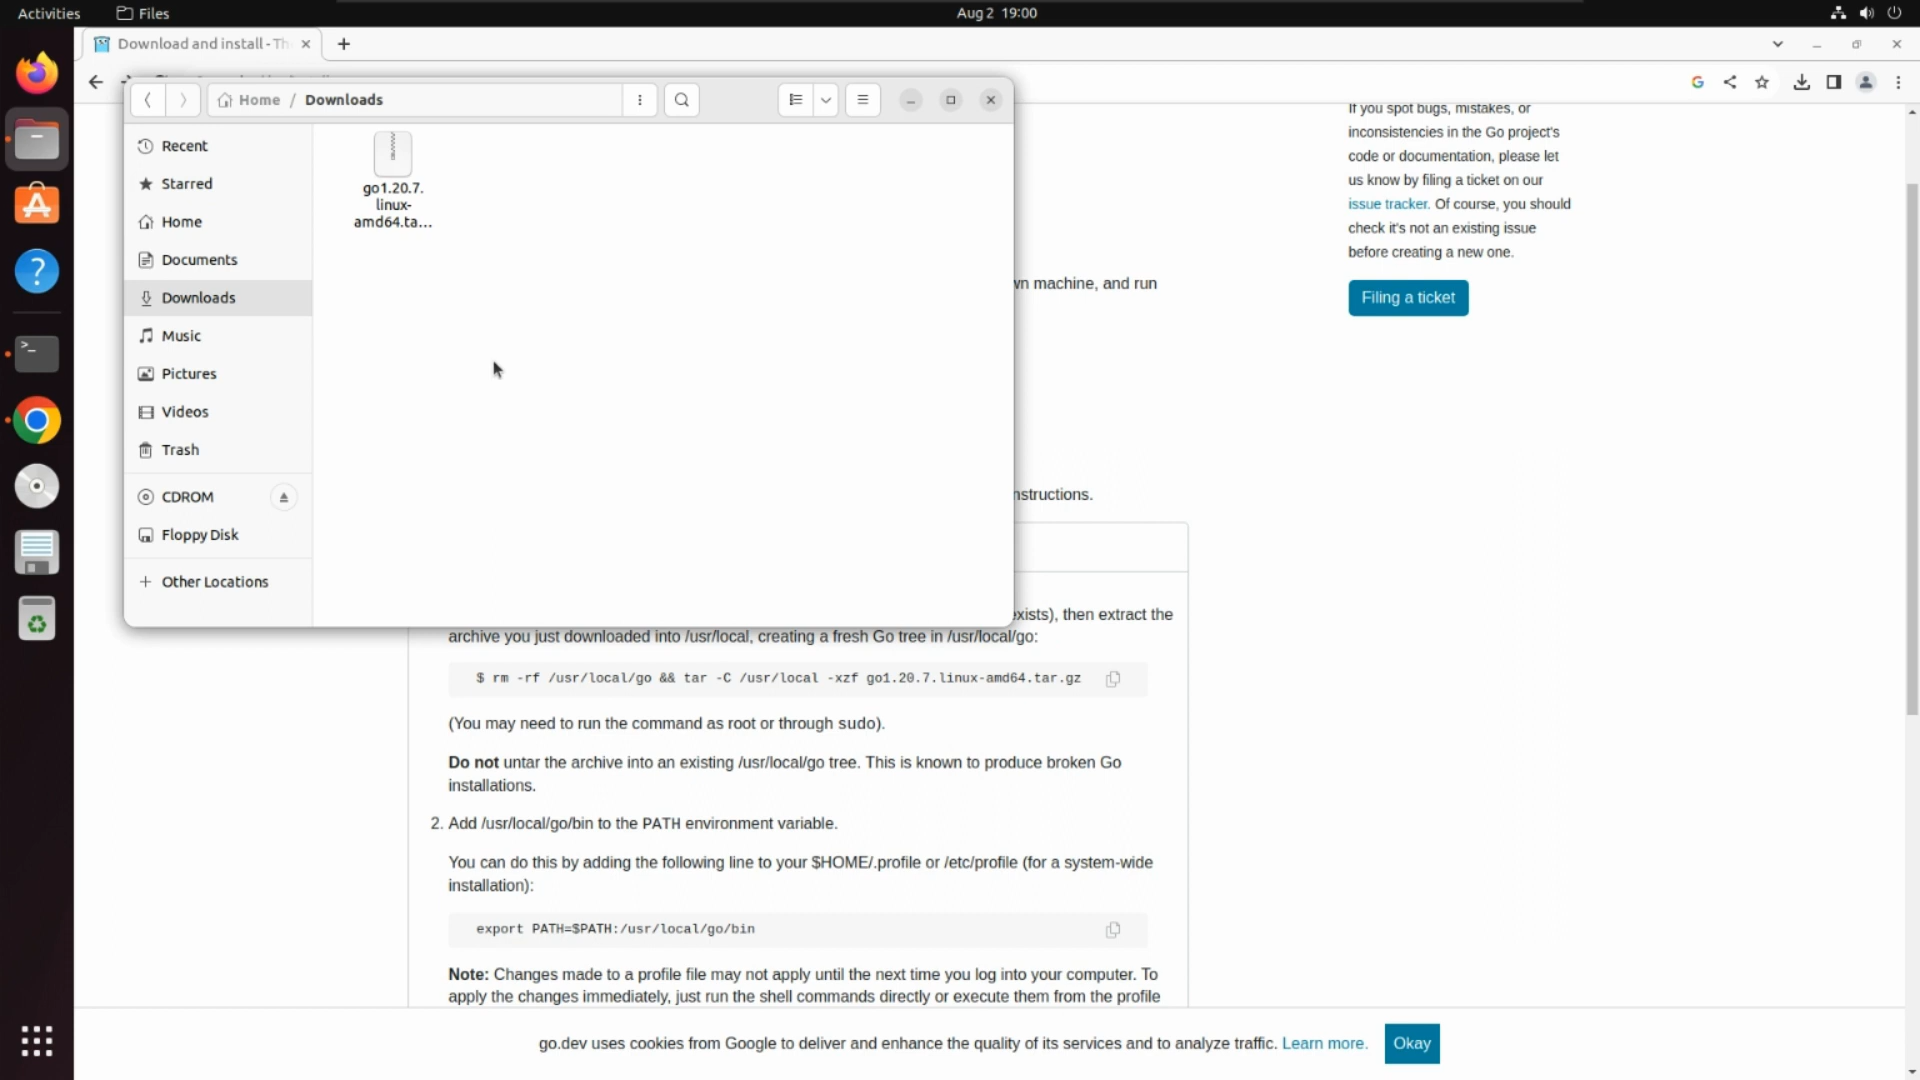 Activities
Files
Aug 2 19:00
Download and install - Th
Home / Downloads
Recent
Starred
Home
Documents
Downloads
Music
Pictures
Videos
Trash
CDROM
Floppy Disk
+ Other Locations
go1.20.7.
linux-
amd64.ta...
If you spot bugs, mistakes, or
inconsistencies in the Go project's
code or documentation, please let
us know by filing a ticket on our
issue tracker. Of course, you should
check it's not an existing issue
before creating a new one.
Filing a ticket
wn machine, and run
nstructions.
exists), then extract the
archive you just downloaded into /usr/local, creating a fresh Go tree in /usr/local/go:
$ rm -rf /usr/local/go && tar -C /usr/local -xzf go1.20.7.linux-amd64.tar.gz
(You may need to run the command as root or through sudo).
Do not untar the archive into an existing /usr/local/go tree. This is known to produce broken Go
installations.
2. Add /usr/local/go/bin to the PATH environment variable.
You can do this by adding the following line to your $HOME/.profile or /etc/profile (for a system-wide
installation):
export PATH=$PATH:/usr/local/go/bin
Note: Changes made to a profile file may not apply until the next time you log into your computer. To
apply the changes immediately, just run the shell commands directly or execute them from the profile
go.dev uses cookies from Google to deliver and enhance the quality of its services and to analyze traffic. Learn more.
Okay